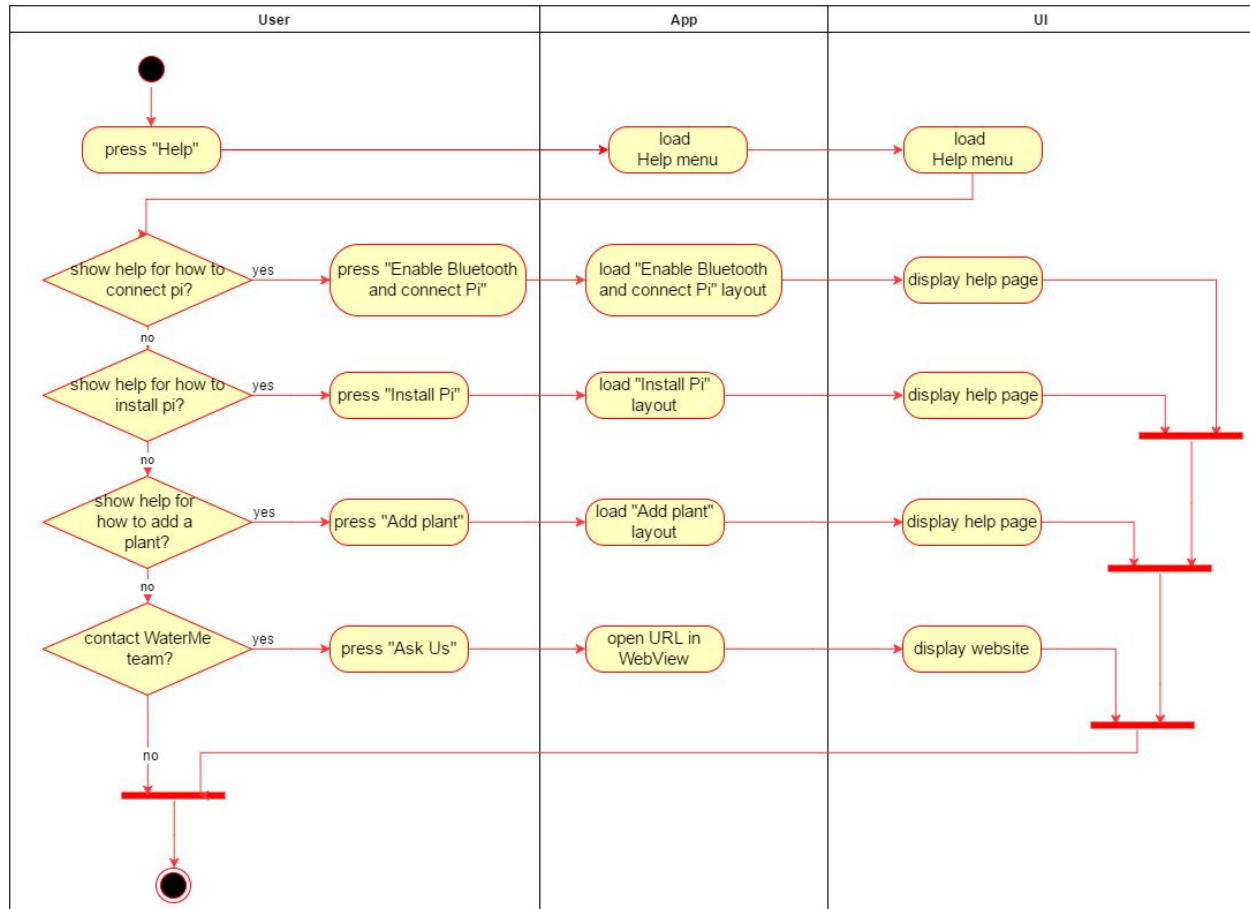 User
App
UI
press "Help"
load
Help menu
load
Help menu
show help for how to
connect pi?
yes
press "Enable Bluetooth
and connect Pi"
load "Enable Bluetooth
and connect Pi" layout
display help page
no
show help for how to
install pi?
yes
press "Install Pi"
load "Install Pi"
layout
display help page
no
show help for
how to add a
plant?
yes
press "Add plant"
load "Add plant"
layout
display help page
no
contact WaterMe
team?
yes
press "Ask Us"
open URL in
WebView
display website
no